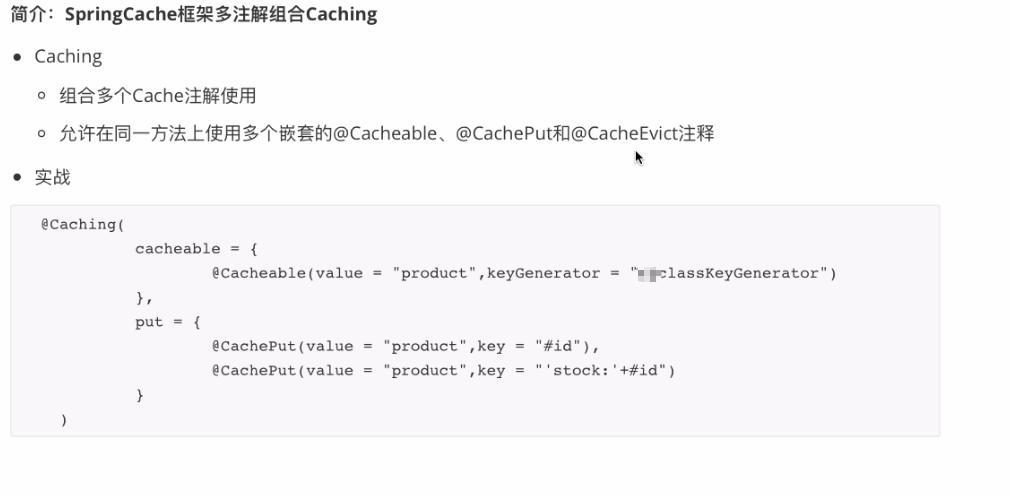 简介：SpringCache框架多注解组合Caching
Caching
组合多个Cache注解使用
允许在同一方法上使用多个嵌套的@Cacheable、@CachePut和@CacheEvict注释
实战
@Caching(
cacheable = {
@Cacheable(value = "product",keyGenerator = "classKeyGenerator")
},
put = {
@CachePut(value = "product",key = "#id"),
@CachePut(value = "product",key = "'stock:'+#id")
}
)